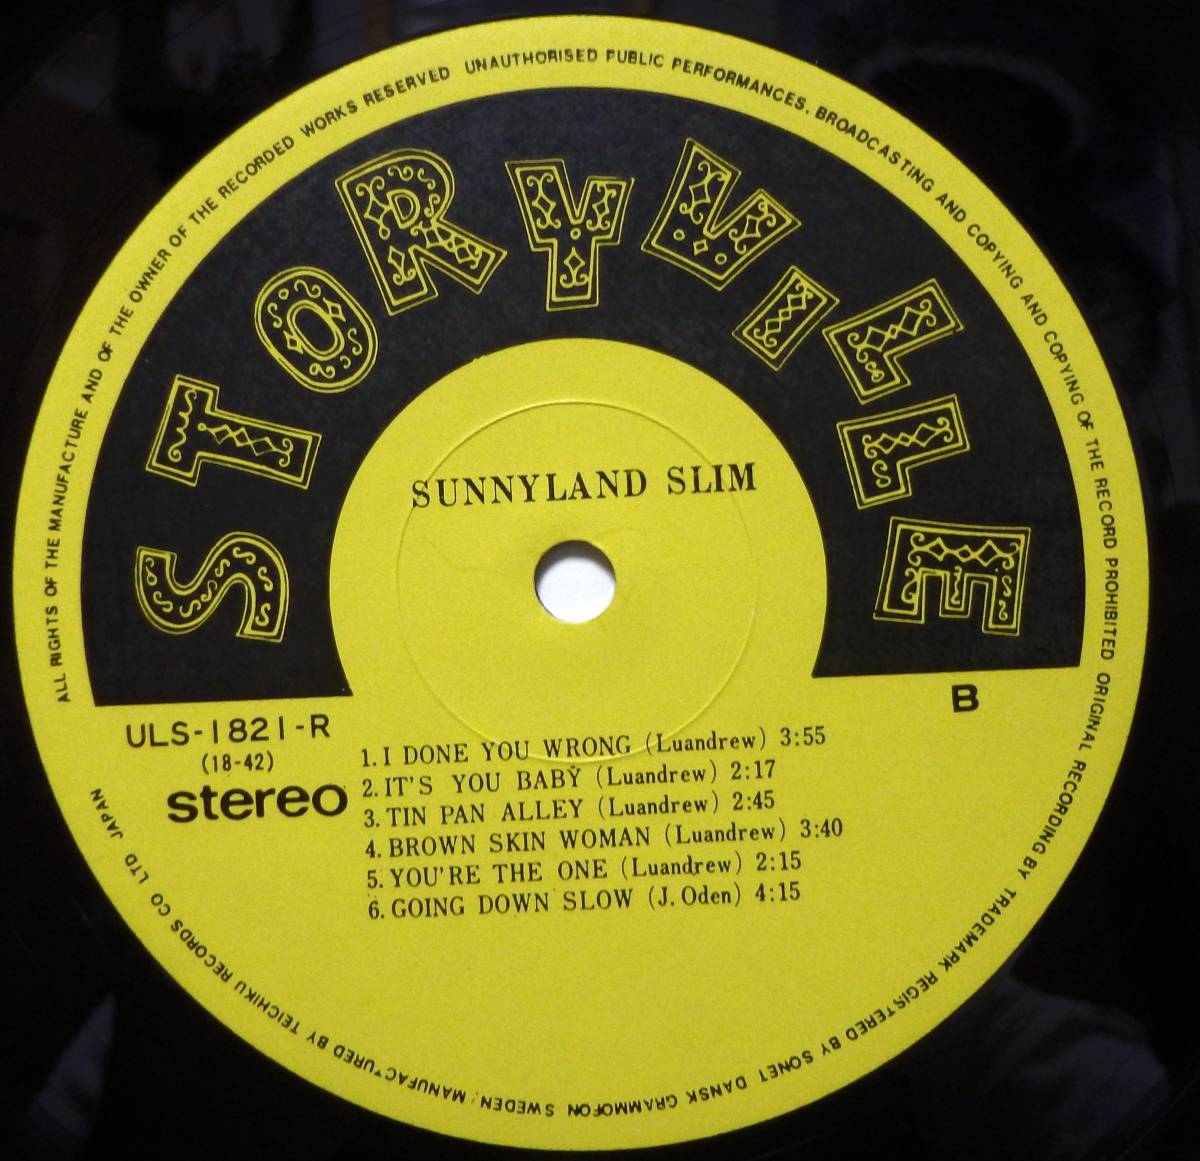 ALL RIGHTS OF THE MANUFACTURE AND OF THE OWNER OF THE RECORDED WORKS RESERVED UNAUTHORISED PUBLIC PERFORMANCES. BROADCASTING AND COPYING AND COPYING OF THE RECORD PROHIBITED ORIGINAL RECORDING BY TRADEMARK REGISTERED BY SONET DANSK GRAMMOFON SWEDEN; MANUFACTURED BY TEICHIKU RECORDS CO LTD JAPAN
STORYVILLE
SUNNYLAND SLIM
B
ULS-1821-R
(18-42)
stereo
1. I DONE YOU WRONG (Luandrew) 3:55
2. IT'S YOU BABY (Luandrew) 2:17
3. TIN PAN ALLEY (Luandrew) 2:45
4. BROWN SKIN WOMAN (Luandrew) 3:40
5. YOU'RE THE ONE (Luandrew) 2:15
6. GOING DOWN SLOW (J. Oden) 4:15